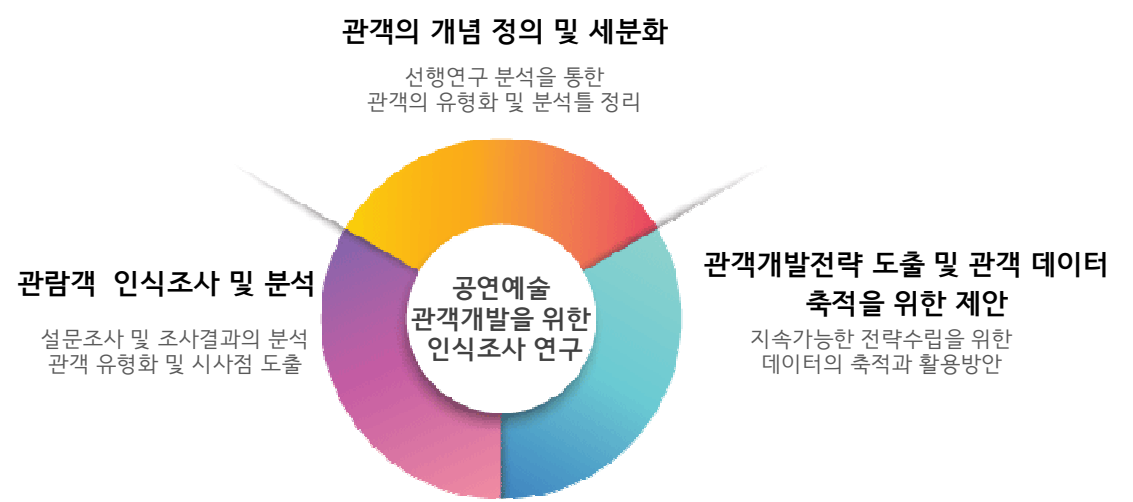 관객의 개념 정의 및 세분화
선행연구 분석을 통한
관객의 유형화 및 분석틀 정리
관람객  인식조사 및 분석
설문조사 및 조사결과의 분석
관객 유형화 및 시사점 도출
공연예술
관객개발을 위한
인식조사 연구
관객개발전략 도출 및 관객 데이터
축적을 위한 제안
지속가능한 전략수립을 위한
데이터의 축적과 활용방안